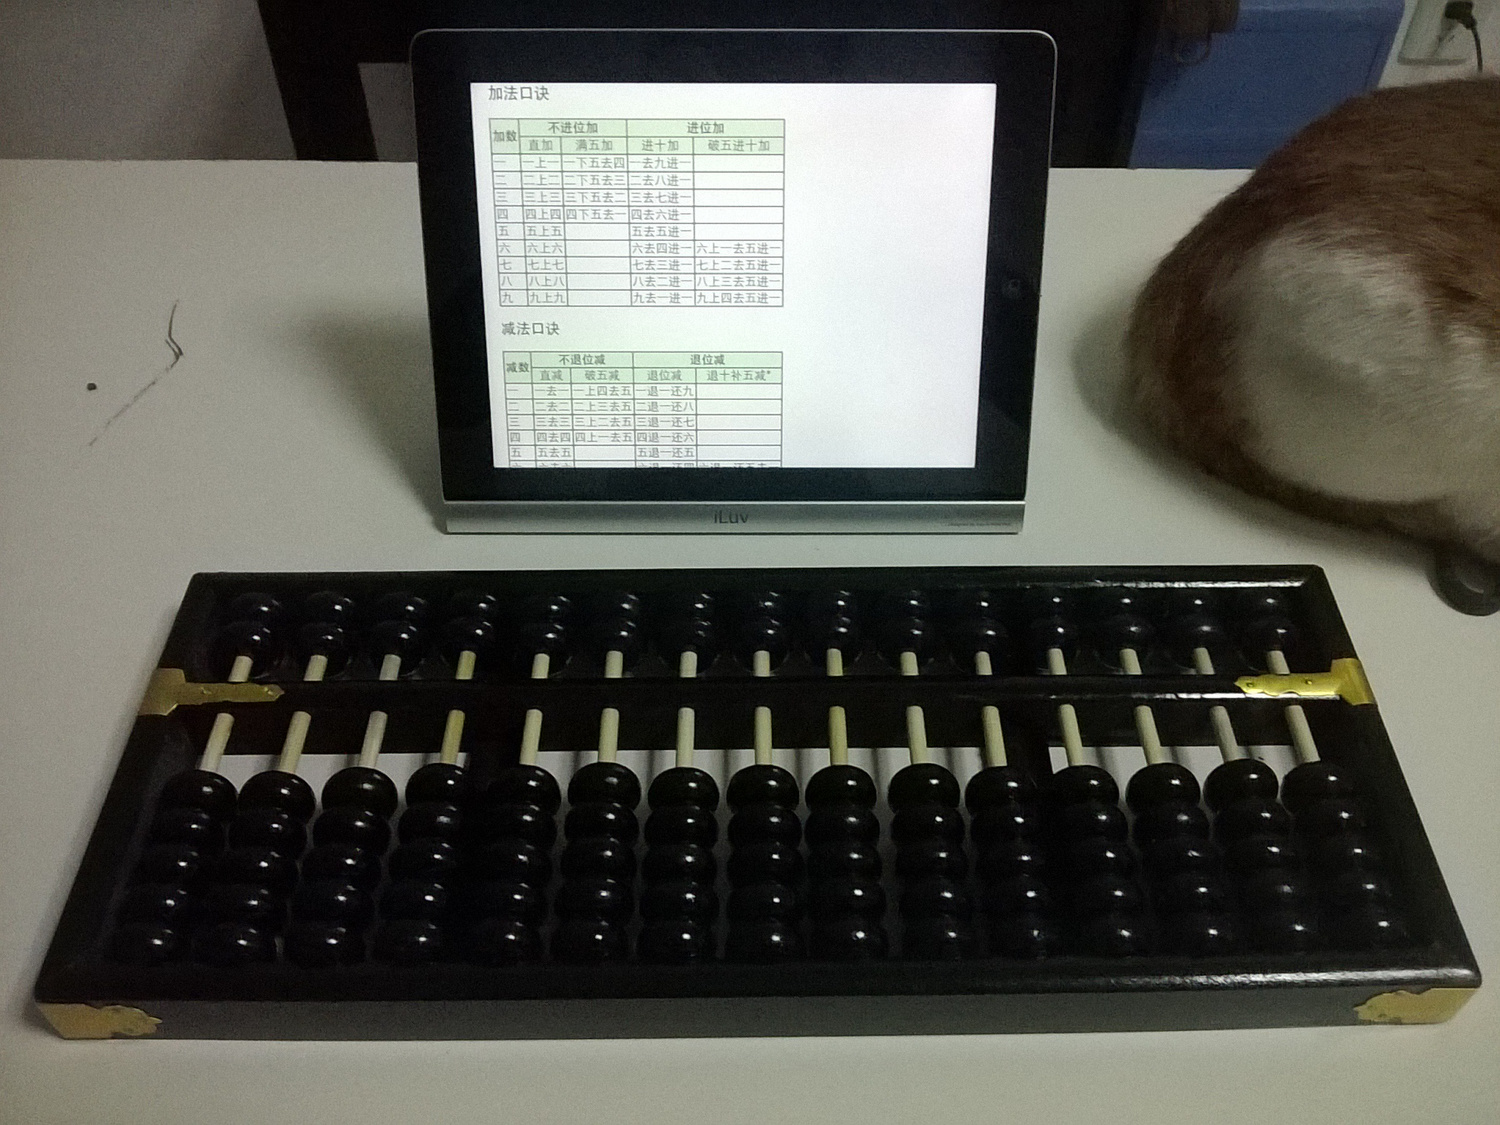 加法口诀
加数 不进位加 进位加
直加 满五加 进十加 破五进十加
一 一上一 一下五去四 一去九进一
二 二上二 二下五去三 二去八进一
三 三上三 三下五去二 三去七进一
四 四上四 四下五去一 四去六进一
五 五上五 五去五进一
六 六上六 六去四进一 六上一去五进一
七 七上七 七去三进一 七上二去五进一
八 八上八 八去二进一 八上三去五进一
九 九上九 九去一进一 九上四去五进一
减法口诀
减数 不退位减 退位减
直减 破五减 退位减 退十补五减*
一 一去一 一上四去五 一退一还九
二 二去二 二上三去五 二退一还八
三 三去三 三上二去五 三退一还七
四 四去四 四上一去五 四退一还六
五 五去五 五退一还五
iLuv